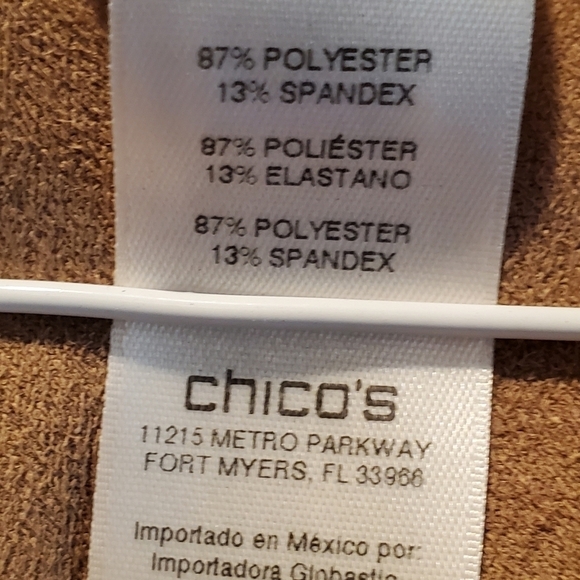 87% POLYESTER
13% SPANDEX
87% POLIÉSTER
13% ELASTANO
87% POLYESTER
13% SPANDEX
chico's
11215 METRO PARKWAY
FORT MYERS, FL 33966
Importado en México por:
Importadora